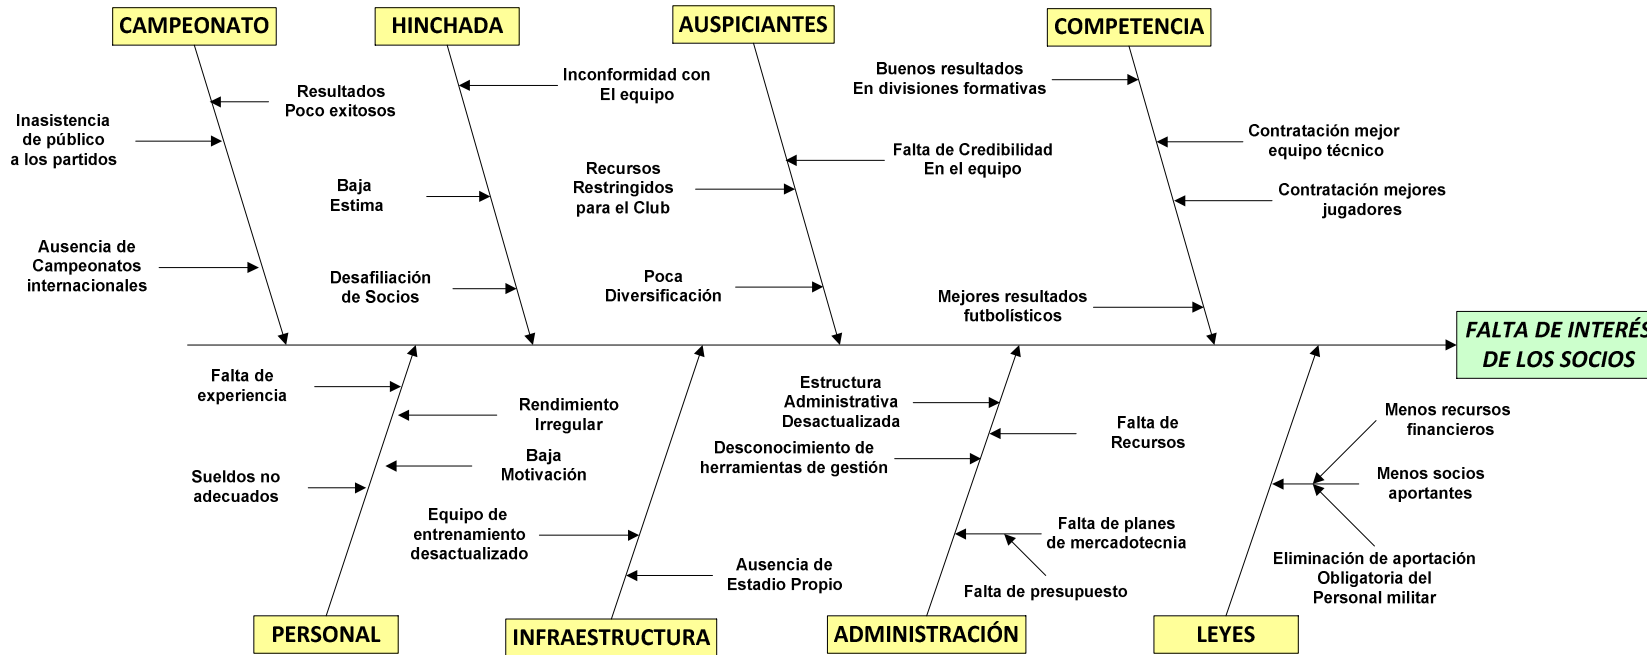 CAMPEONATO
HINCHADA
AUSPICIANTES
COMPETENCIA
Resultados
Poco exitosos
Inasistencia
de público
a los partidos
Ausencia de
Campeonatos
internacionales
Inconformidad con
El equipo
Baja
Estima
Desafiliación
de Socios
Falta de Credibilidad
En el equipo
Recursos
Restringidos
para el Club
Poca
Diversificación
Buenos resultados
En divisiones formativas
Contratación mejor
equipo técnico
Contratación mejores
jugadores
Mejores resultados
futbolísticos
FALTA DE INTERÉS
DE LOS SOCIOS
Falta de
experiencia
Rendimiento
Irregular
Baja
Motivación
Sueldos no
adecuados
Equipo de
entrenamiento
desactualizado
Ausencia de
Estadio Propio
Estructura
Administrativa
Desactualizada
Falta de
Recursos
Desconocimiento de
herramientas de gestión
Falta de planes
de mercadotecnia
Falta de presupuesto
Menos recursos
financieros
Menos socios
aportantes
Eliminación de aportación
Obligatoria del
Personal militar
PERSONAL
INFRAESTRUCTURA
ADMINISTRACIÓN
LEYES